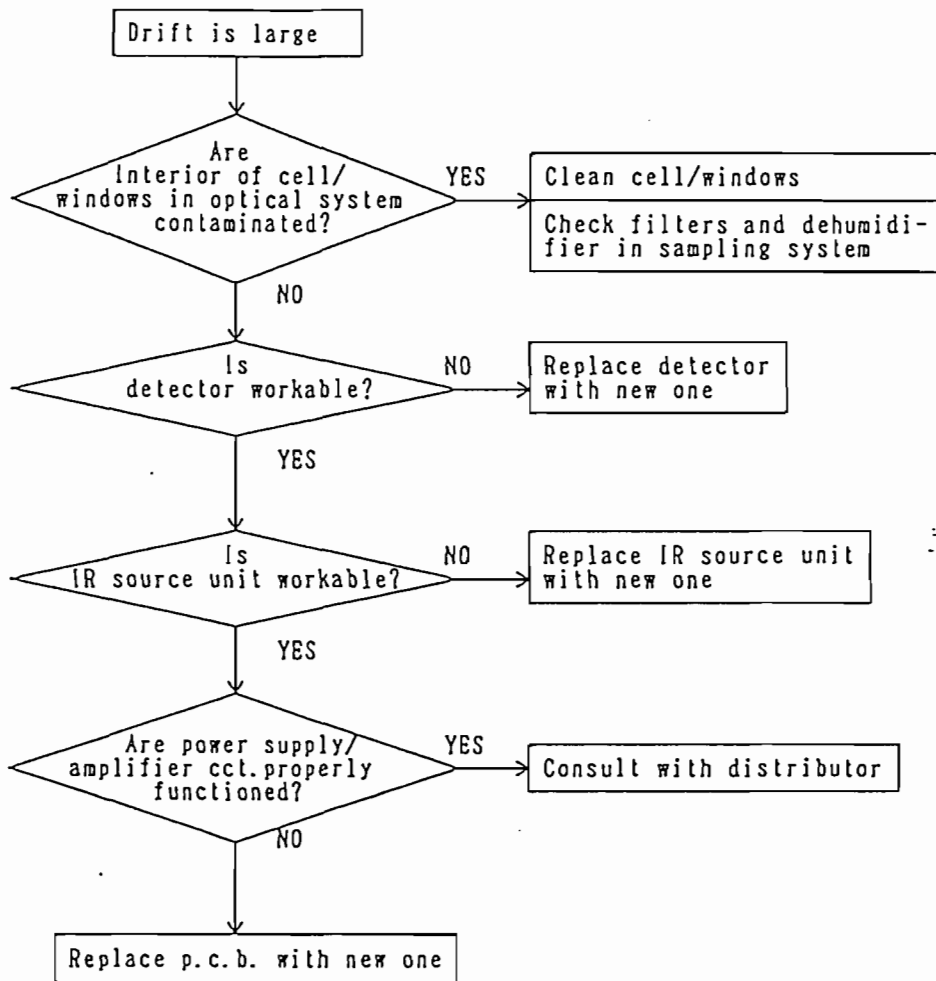 Drift is large
Are
Interior of cell/
windows in optical system
contaminated?
YES
Clean cell/windows
Check filters and dehumidi-
fier in sampling system
NO
Is
detector workable?
NO
Replace detector
with new one
YES
Is
IR source unit workable?
NO
Replace IR source unit
with new one
YES
Are power supply/
amplifier cct. properly
functioned?
YES
Consult with distributor
NO
Replace p.c.b. with new one